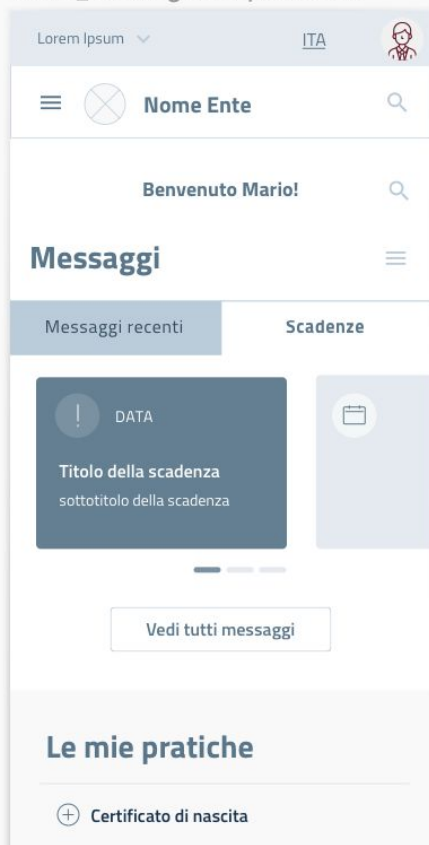 Lorem Ipsum ITA
Nome Ente
Benvenuto Mario!
Messaggi
Messaggi recenti Scadenze
DATA
Titolo della scadenza
sottotitolo della scadenza
Vedi tutti messaggi
Le mie pratiche
Certificato di nascita